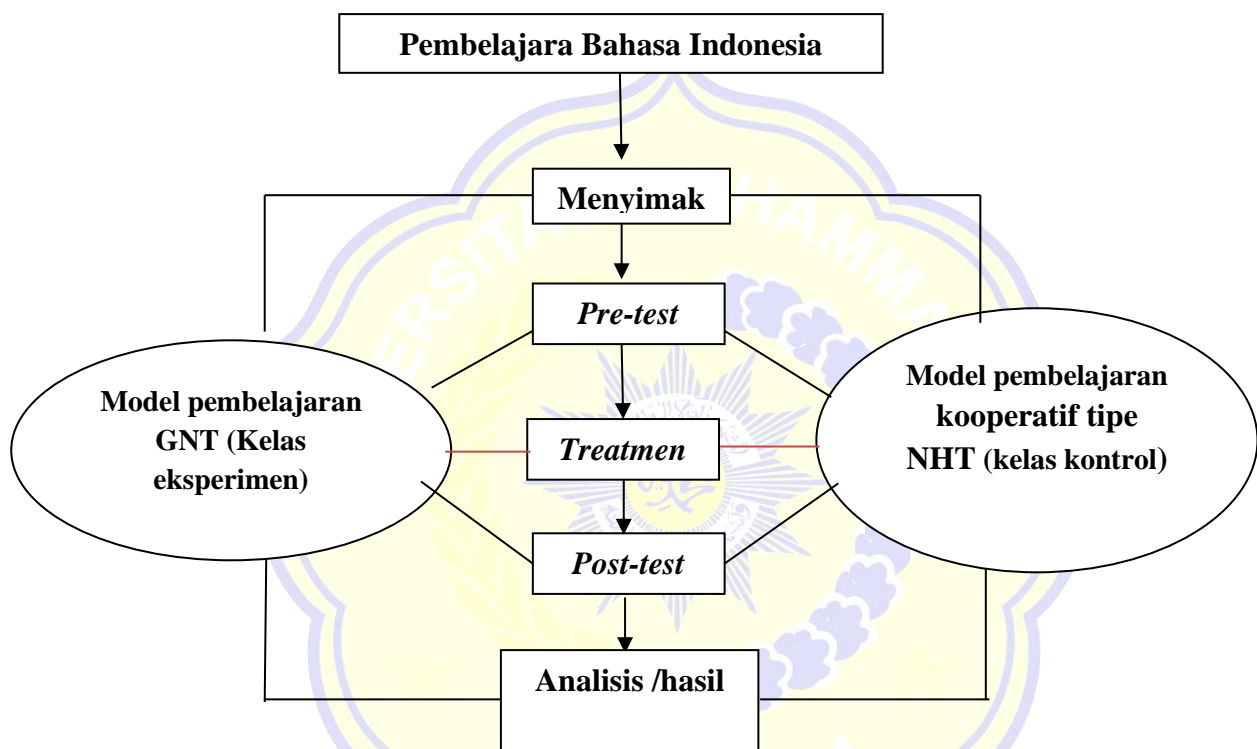 Pembelajara Bahasa Indonesia
Menyimak
Pre-test
Model pembelajaran
GNT (Kelas
eksperimen)
Treatmen
Model pembelajaran
kooperatif tipe
NHT (kelas kontrol)
Post-test
Analisis /hasil